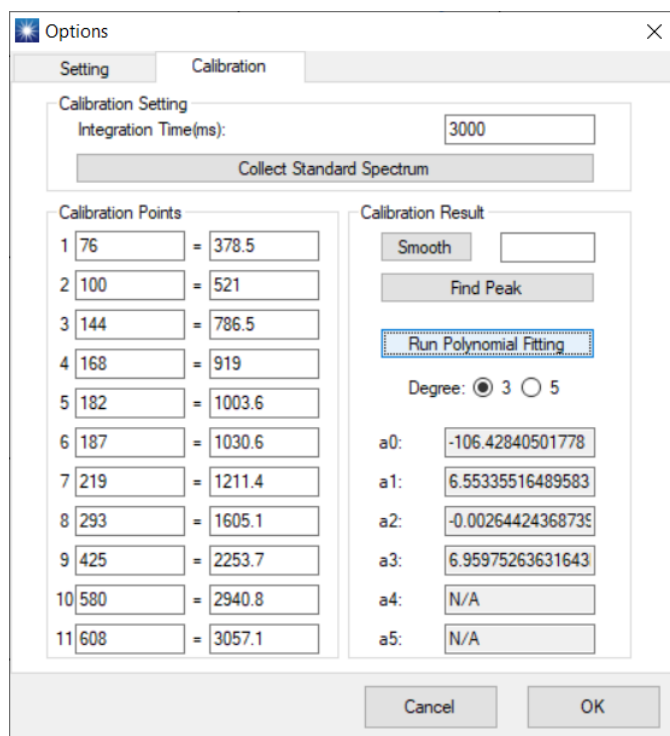 Options
Setting Calibration
Calibration Setting
Integration Time(ms): 3000
Collect Standard Spectrum
Calibration Points
1 76 = 378.5
2 100 = 521
3 144 = 786.5
4 168 = 919
5 182 = 1003.6
6 187 = 1030.6
7 219 = 1211.4
8 293 = 1605.1
9 425 = 2253.7
10 580 = 2940.8
11 608 = 3057.1
Calibration Result
Smooth
Find Peak
Run Polynomial Fitting
Degree: 3 5
a0: -106.42840501778
a1: 6.55335516489583
a2: -0.00264424368739
a3: 6.95975263631643
a4: N/A
a5: N/A
Cancel OK